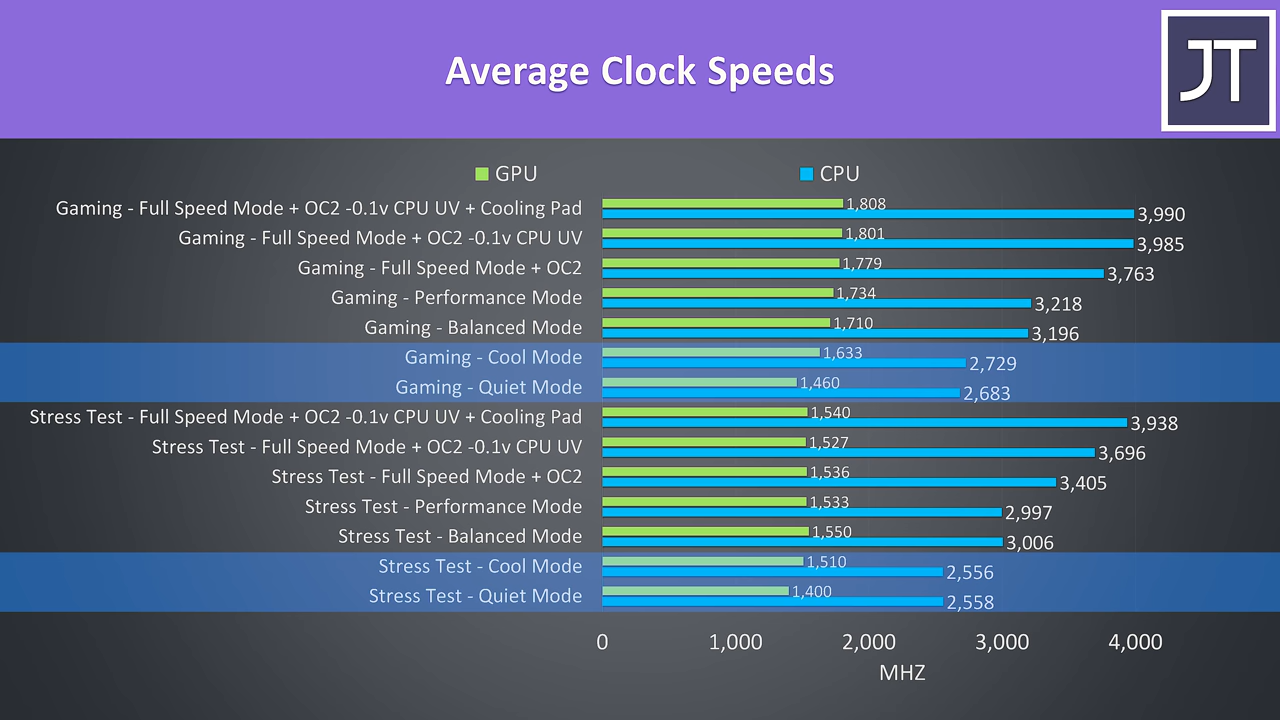 Average Clock Speeds
JT
GPU CPU
Gaming - Full Speed Mode + OC2 -0.1v CPU UV + Cooling Pad 1,808 3,990
Gaming - Full Speed Mode + OC2 -0.1v CPU UV 1,801 3,985
Gaming - Full Speed Mode + OC2 1,779 3,763
Gaming - Performance Mode 1,734 3,218
Gaming - Balanced Mode 1,710 3,196
Gaming - Cool Mode 1,633 2,729
Gaming - Quiet Mode 1,460 2,683
Stress Test - Full Speed Mode + OC2 -0.1v CPU UV + Cooling Pad 1,540 3,938
Stress Test - Full Speed Mode + OC2 -0.1v CPU UV 1,527 3,696
Stress Test - Full Speed Mode + OC2 1,536 3,405
Stress Test - Performance Mode 1,533 2,997
Stress Test - Balanced Mode 1,550 3,006
Stress Test - Cool Mode 1,510 2,556
Stress Test - Quiet Mode 1,400 2,558
0 1,000 2,000 3,000 4,000
MHZ